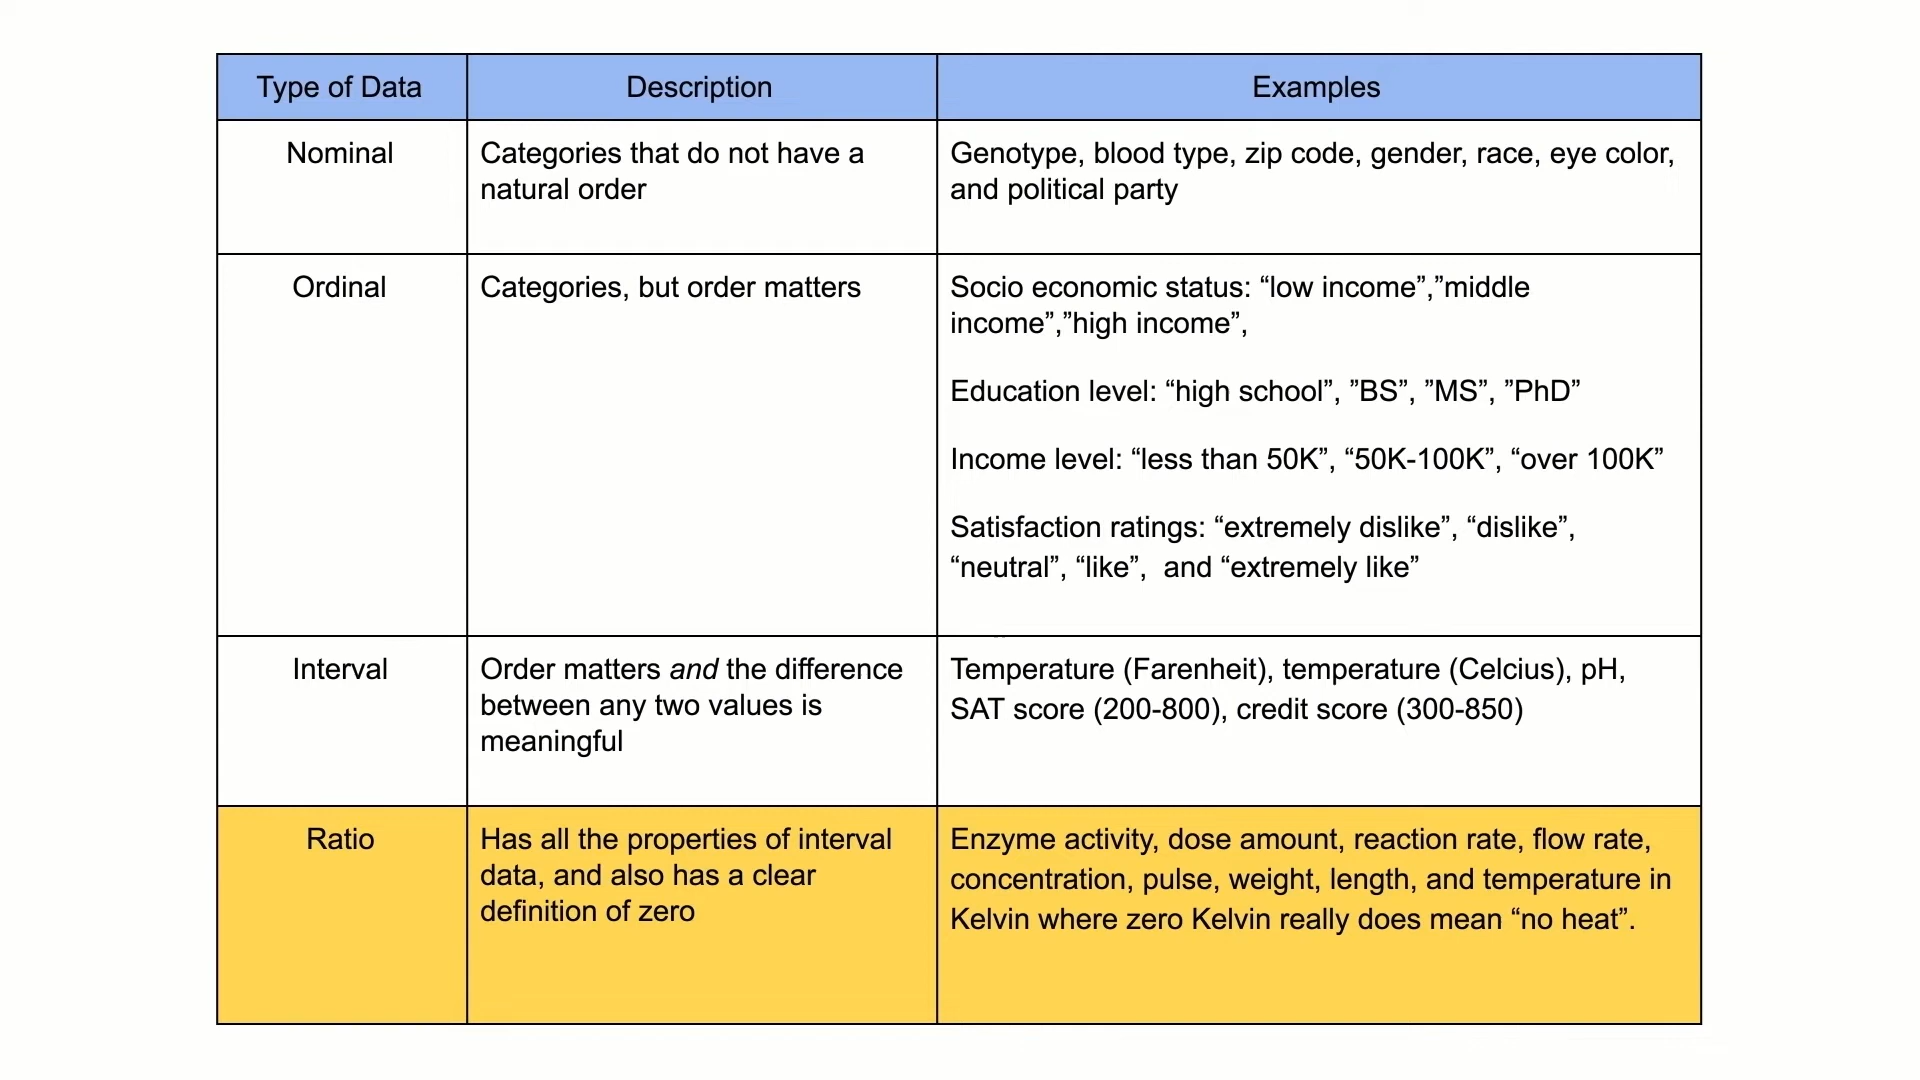 Type of Data
Description
Examples
Nominal
Categories that do not have a
natural order
Genotype, blood type, zip code, gender, race, eye color,
and political party
Ordinal
Categories, but order matters
Socio economic status: “low income”,”middle
income”,”high income”,
Education level: “high school”, ”BS”, ”MS”, ”PhD”
Income level: “less than 50K”, “50K-100K”, “over 100K”
Satisfaction ratings: “extremely dislike”, “dislike”,
“neutral”, “like”,  and “extremely like”
Interval
Order matters and the difference
between any two values is
meaningful
Temperature (Farenheit), temperature (Celcius), pH,
SAT score (200-800), credit score (300-850)
Ratio
Has all the properties of interval
data, and also has a clear
definition of zero
Enzyme activity, dose amount, reaction rate, flow rate,
concentration, pulse, weight, length, and temperature in
Kelvin where zero Kelvin really does mean “no heat”.